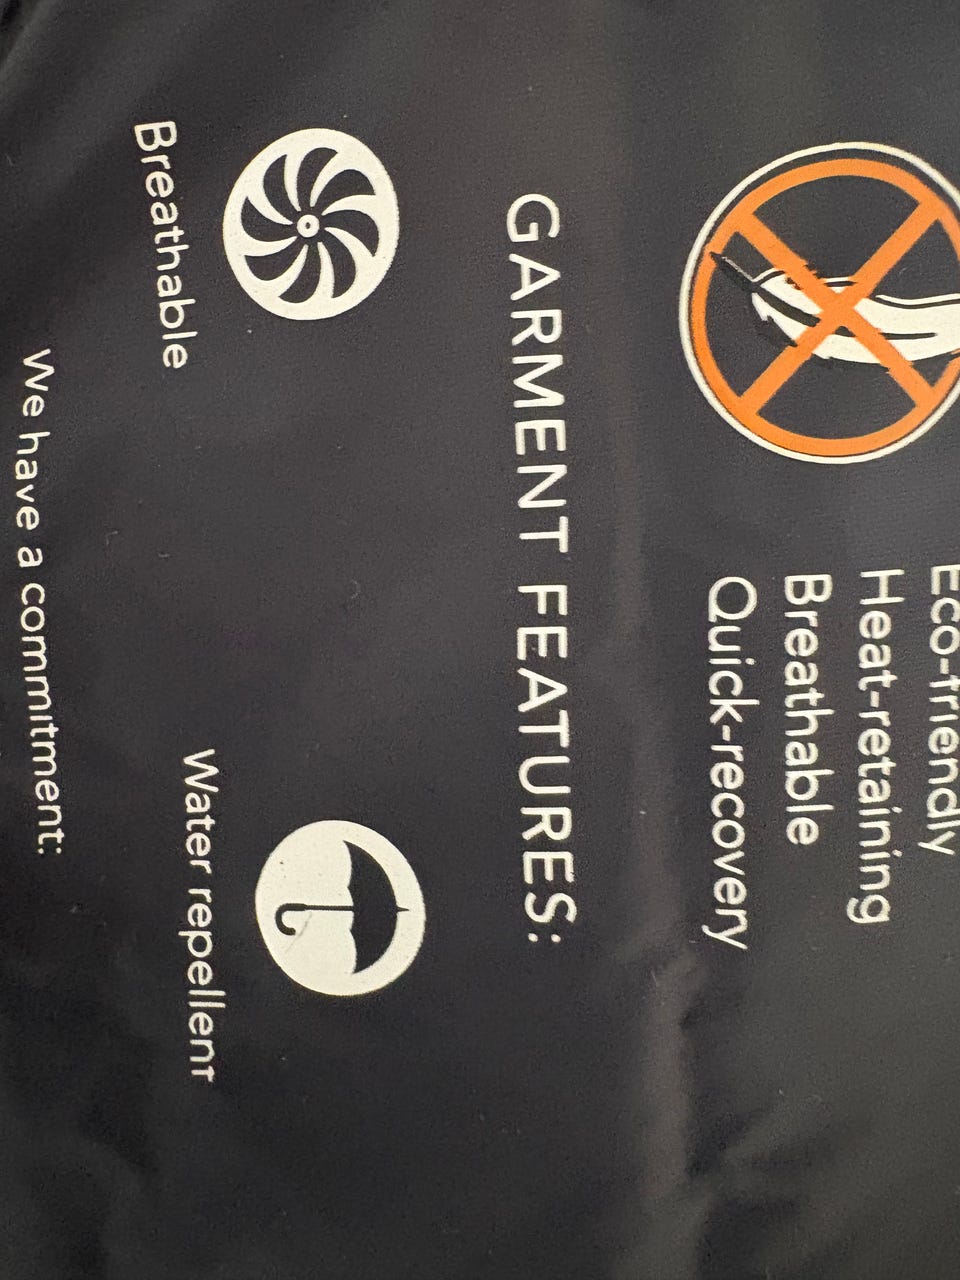 Eco-friendly
Heat-retaining
Breathable
Quick-recovery
GARMENT FEATURES:
Breathable
Water repellent
We have a commitment: